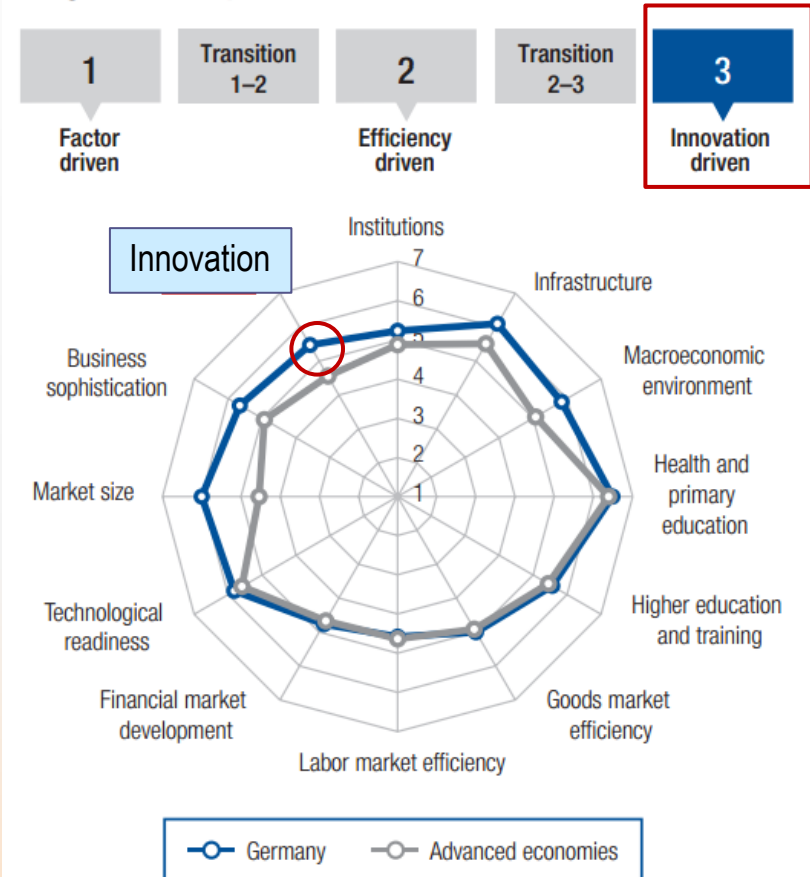 1
Transition
1–2
2
Transition
2–3
3
Factor
driven
Efficiency
driven
Innovation
driven
Institutions
Innovation
7
6
5
4
3
2
1
Infrastructure
Macroeconomic
environment
Health and
primary
education
Higher education
and training
Goods market
efficiency
Labor market efficiency
Financial market
development
Technological
readiness
Market size
Business
sophistication
Germany
Advanced economies